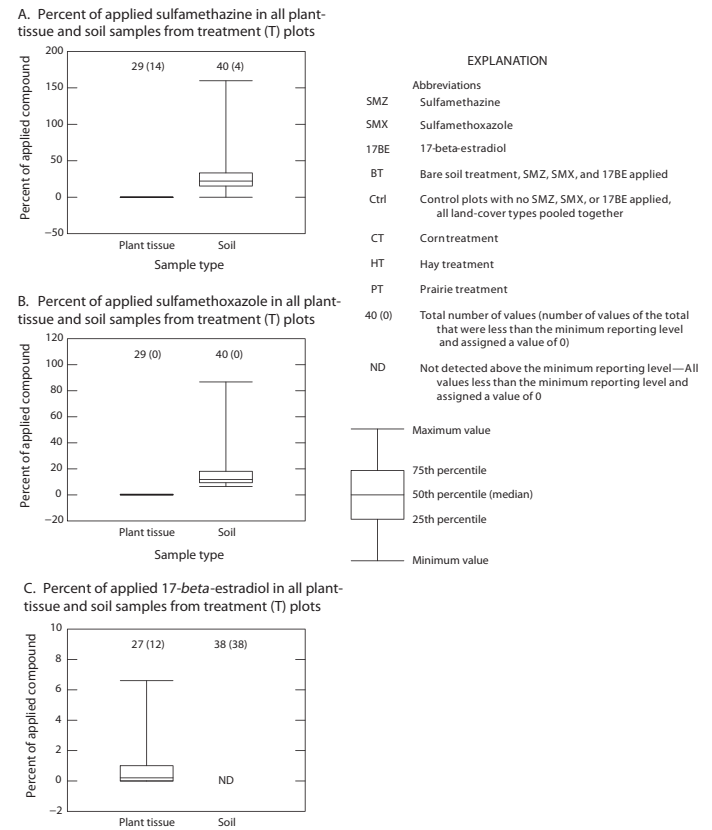 A. Percent of applied sulfamethazine in all plant-
tissue and soil samples from treatment (T) plots
Percent of applied compound
200
150
100
50
0
−50
29 (14)
40 (4)
Plant tissue
Soil
Sample type
B. Percent of applied sulfamethoxazole in all plant-
tissue and soil samples from treatment (T) plots
Percent of applied compound
120
100
80
60
40
20
0
−20
29 (0)
40 (0)
Plant tissue
Soil
Sample type
C. Percent of applied 17-beta-estradiol in all plant-
tissue and soil samples from treatment (T) plots
Percent of applied compound
10
8
6
4
2
0
−2
27 (12)
38 (38)
ND
Plant tissue
Soil
EXPLANATION
Abbreviations
SMZ Sulfamethazine
SMX Sulfamethoxazole
17BE 17-beta-estradiol
BT Bare soil treatment, SMZ, SMX, and 17BE applied
Ctrl Control plots with no SMZ, SMX, or 17BE applied,
all land-cover types pooled together
CT Corntreatment
HT Hay treatment
PT Prairie treatment
40 (0) Total number of values (number of values of the total
that were less than the minimum reporting level
and assigned a value of 0)
ND Not detected above the minimum reporting level—All
values less than the minimum reporting level and
assigned a value of 0
Maximum value
75th percentile
50th percentile (median)
25th percentile
Minimum value